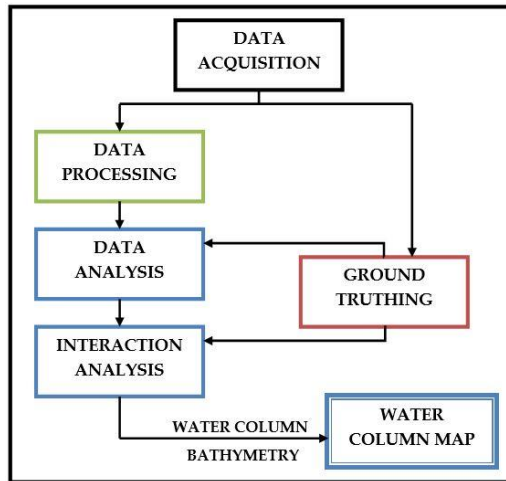 DATA
ACQUISITION
DATA
PROCESSING
DATA
ANALYSIS
GROUND
TRUTHING
INTERACTION
ANALYSIS
WATER COLUMN
BATHYMETRY
WATER
COLUMN MAP